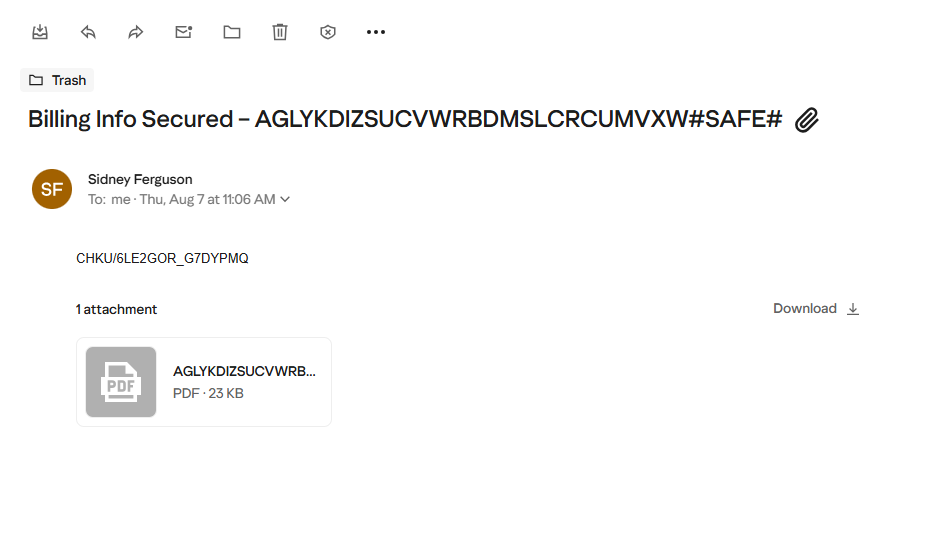 Trash
Billing Info Secured – AGLYKDIZSUCVWRBDMSLCRCUMVXW#SAFE#
SF
Sidney Ferguson
To: me · Thu, Aug 7 at 11:06 AM
CHKU/6LE2GOR_G7DYPMQ
1 attachment
Download
PDF
AGLYKDIZSUCVWRB...
PDF · 23 KB